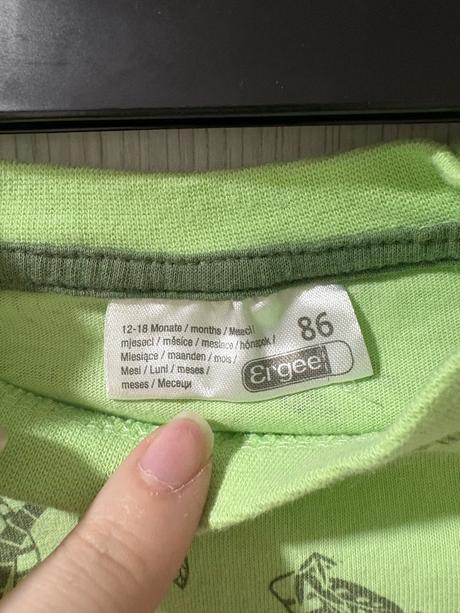 12-18 Monate / months / Meseci /
mjeseci / měsíce / mesiace / hónapok /
Miesiące / maanden / mois /
Mesi / Luni / meses /
meses / Месеци
86
Ergee